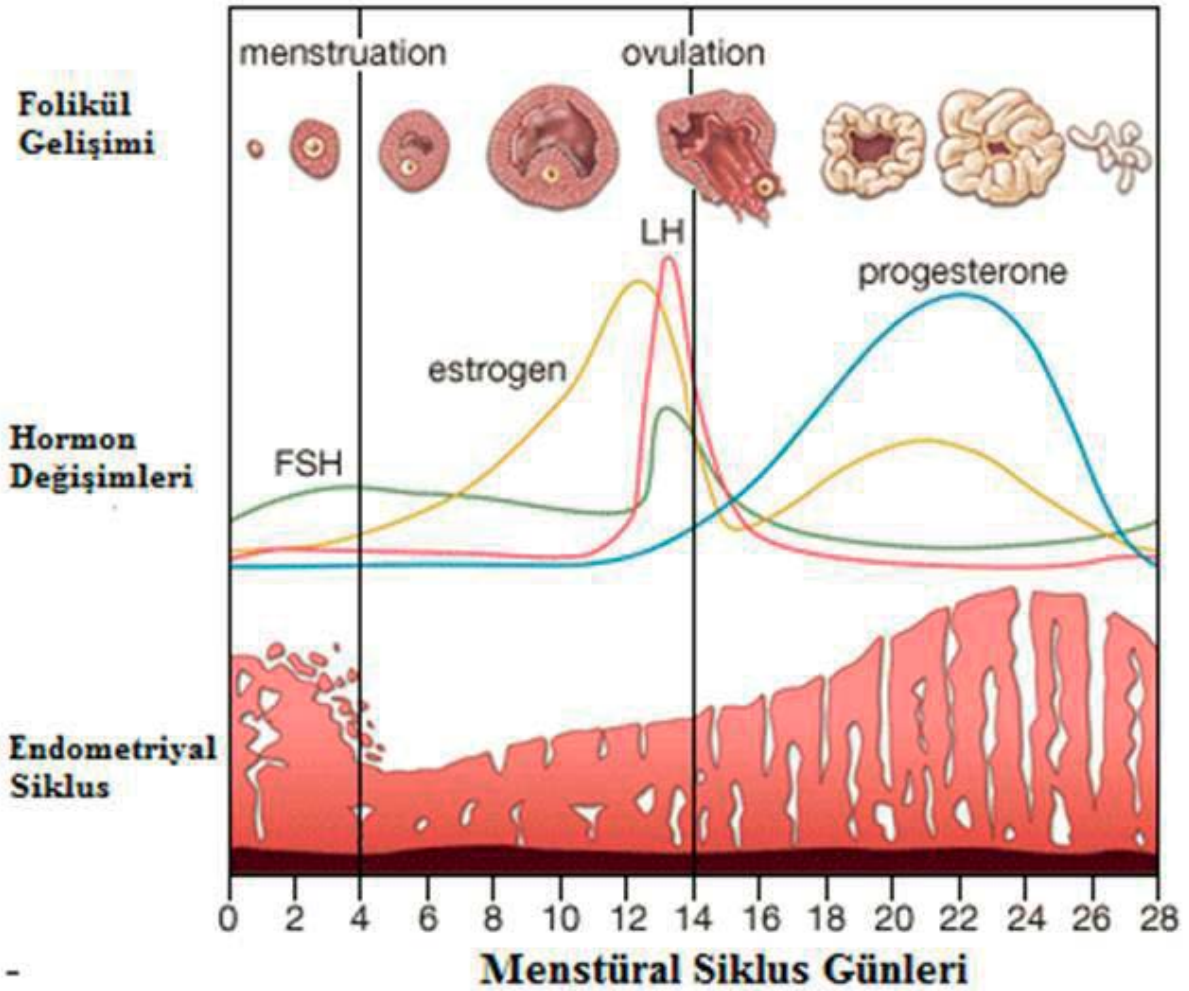 menstruation
ovulation
Folikül
Gelişimi
LH
progesterone
estrogen
Hormon
Değişimleri
FSH
Endometriyal
Siklus
0 2 4 6 8 10 12 14 16 18 20 22 24 26 28
-
Menstüral Siklus Günleri